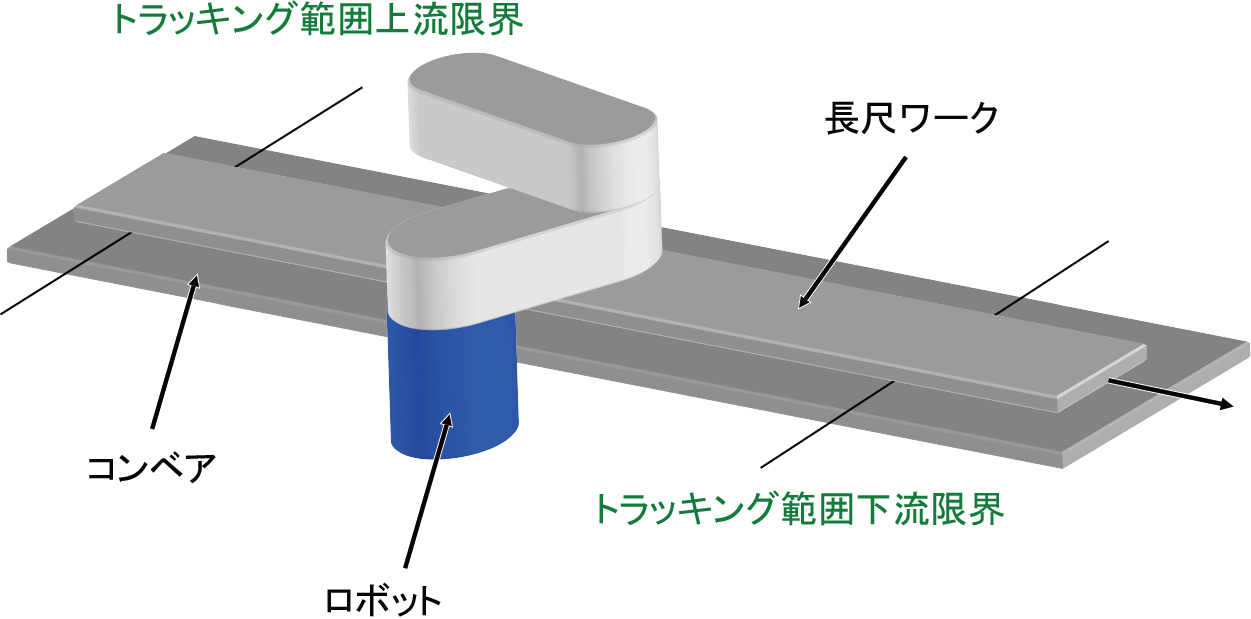 トラッキング範囲上流限界
長尺ワーク
コンベア
トラッキング範囲下流限界
ロボット